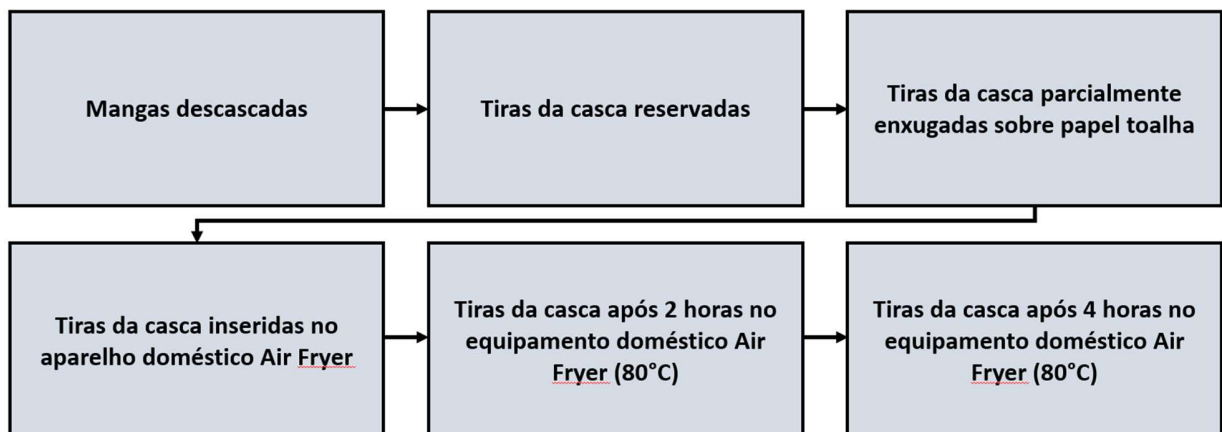 Mangas descascadas
Tiras da casca reservadas
Tiras da casca parcialmente
enxugadas sobre papel toalha
Tiras da casca inseridas no
aparelho doméstico Air Fryer
Tiras da casca após 2 horas no
equipamento doméstico Air
Fryer (80°C)
Tiras da casca após 4 horas no
equipamento doméstico Air
Fryer (80°C)